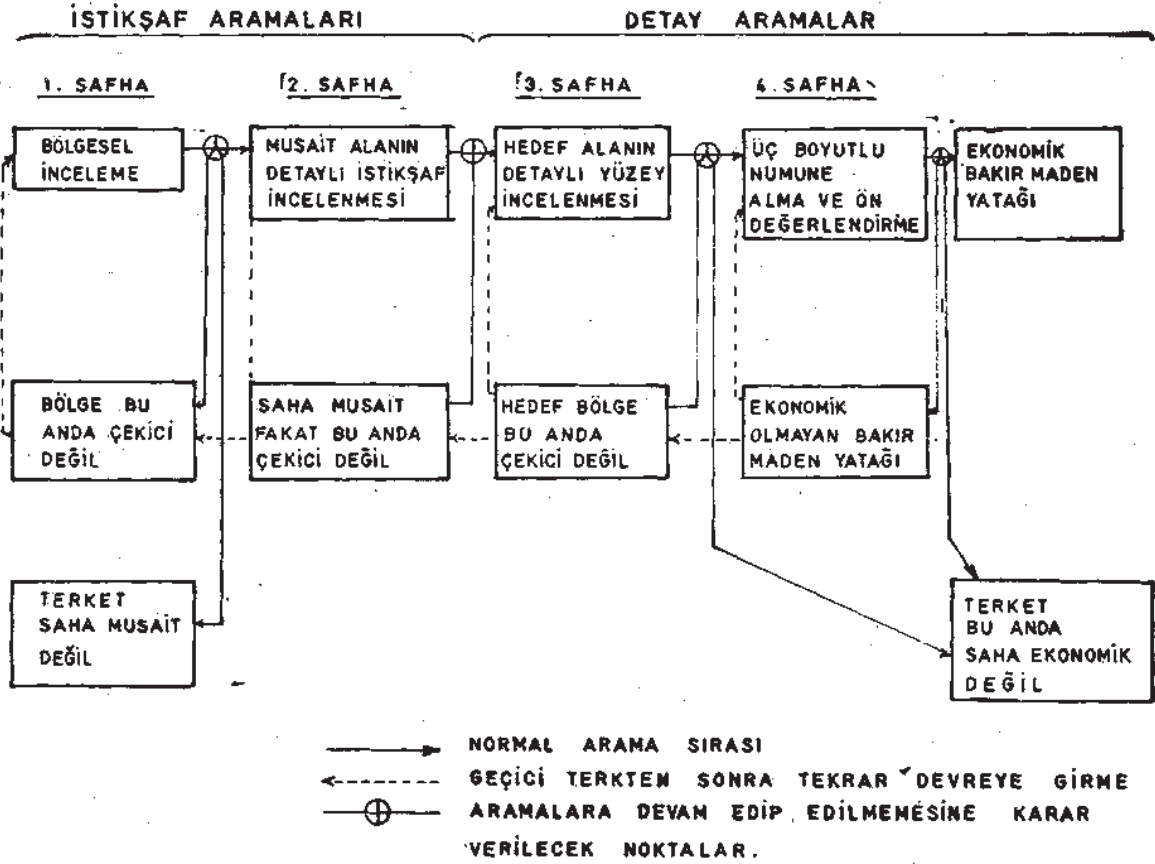 İSTİKŞAF ARAMALARI
DETAY ARAMALAR
1. SAFHA
2. SAFHA
3. SAFHA
4. SAFHA
BÖLGESEL
İNCELEME
MUSAİT ALANIN
DETAYLI İSTİKŞAF
İNCELENMESİ
HEDEF ALANIN
DETAYLI YÜZEY
İNCELENMESİ
ÜÇ BOYUTLU
NUMUNE
ALMA VE ÖN
DEĞERLENDİRME
EKONOMİK
BAKIR MADEN
YATAĞI
BÖLGE BU
ANDA ÇEKİCİ
DEĞİL
SAHA MUSAİT
FAKAT BU ANDA
ÇEKİCİ DEĞİL
HEDEF BÖLGE
BU ANDA
ÇEKİCİ DEĞİL
EKONOMİK
OLMAYAN BAKIR
MADEN YATAĞI
TERKET
SAHA MUSAİT
DEĞİL
TERKET
BU ANDA
SAHA EKONOMİK
DEĞİL
NORMAL ARAMA SIRASI
GEÇİCİ TERKTEN SONRA TEKRAR DEVREYE GİRME
ARAMALARA DEVAM EDİP EDİLMEMESİNE KARAR
VERİLECEK NOKTALAR.